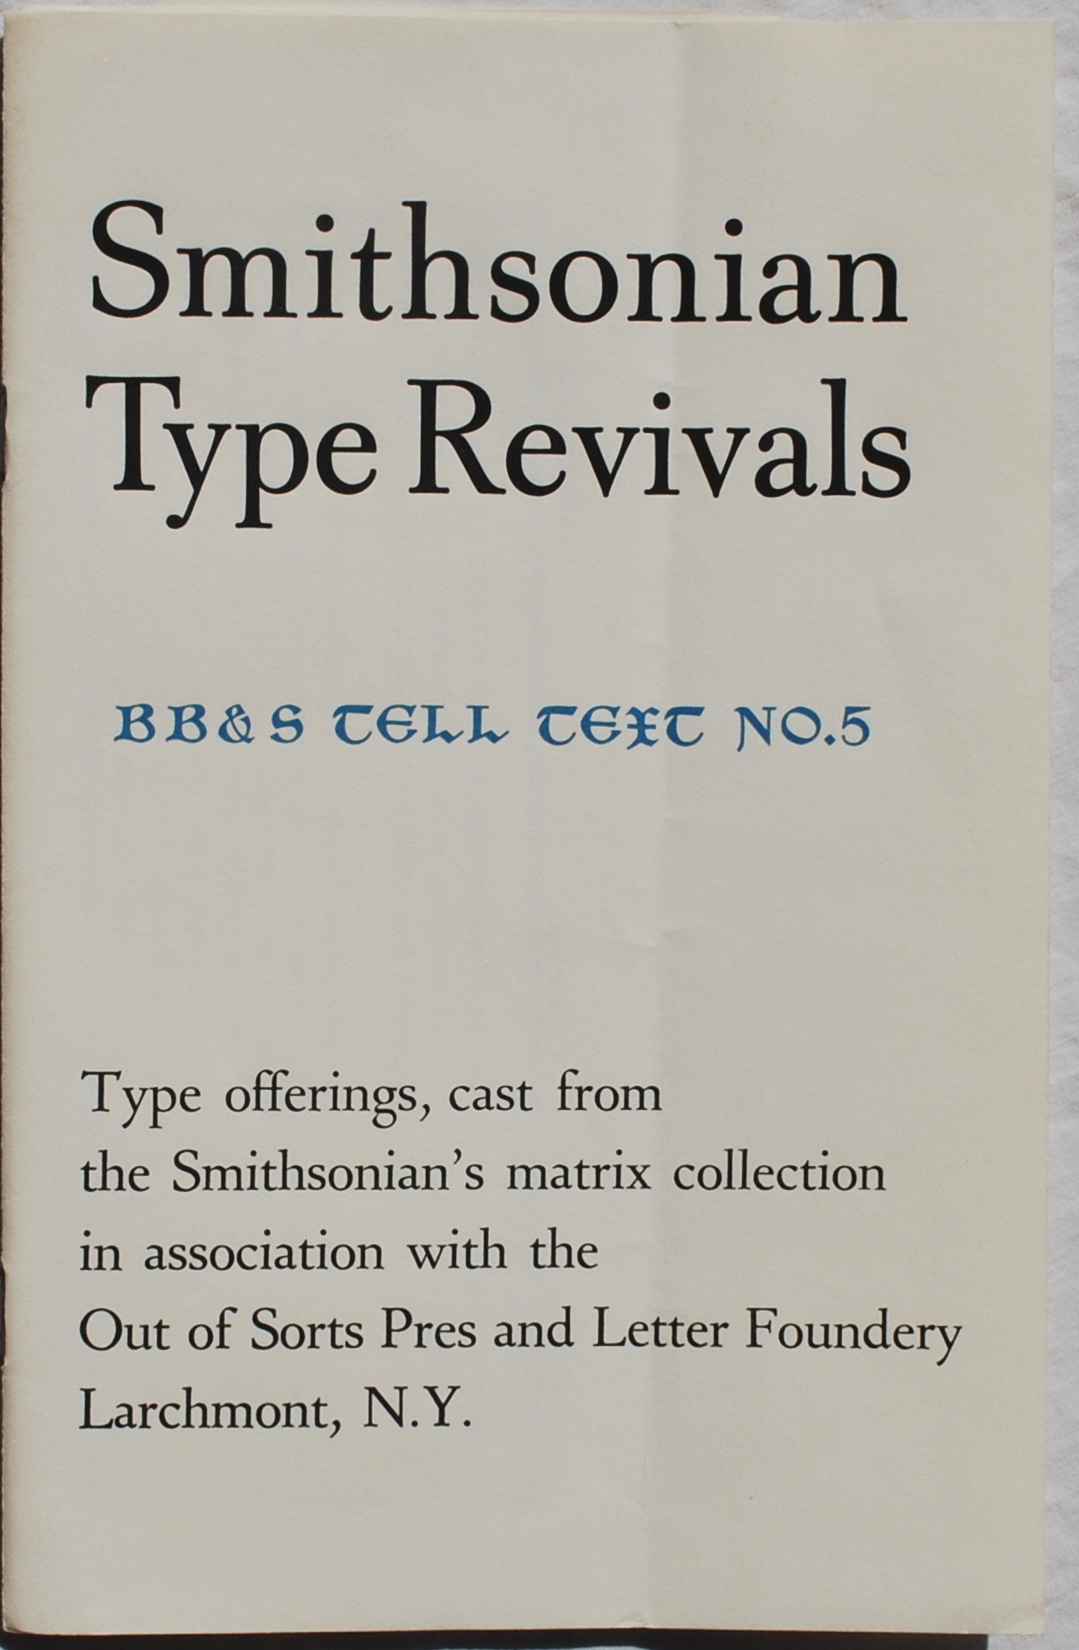 Smithsonian
Type Revivals
BB&S TELL TEXT NO.5
Type offerings, cast from
the Smithsonian’s matrix collection
in association with the
Out of Sorts Pres and Letter Foundery
Larchmont, N.Y.